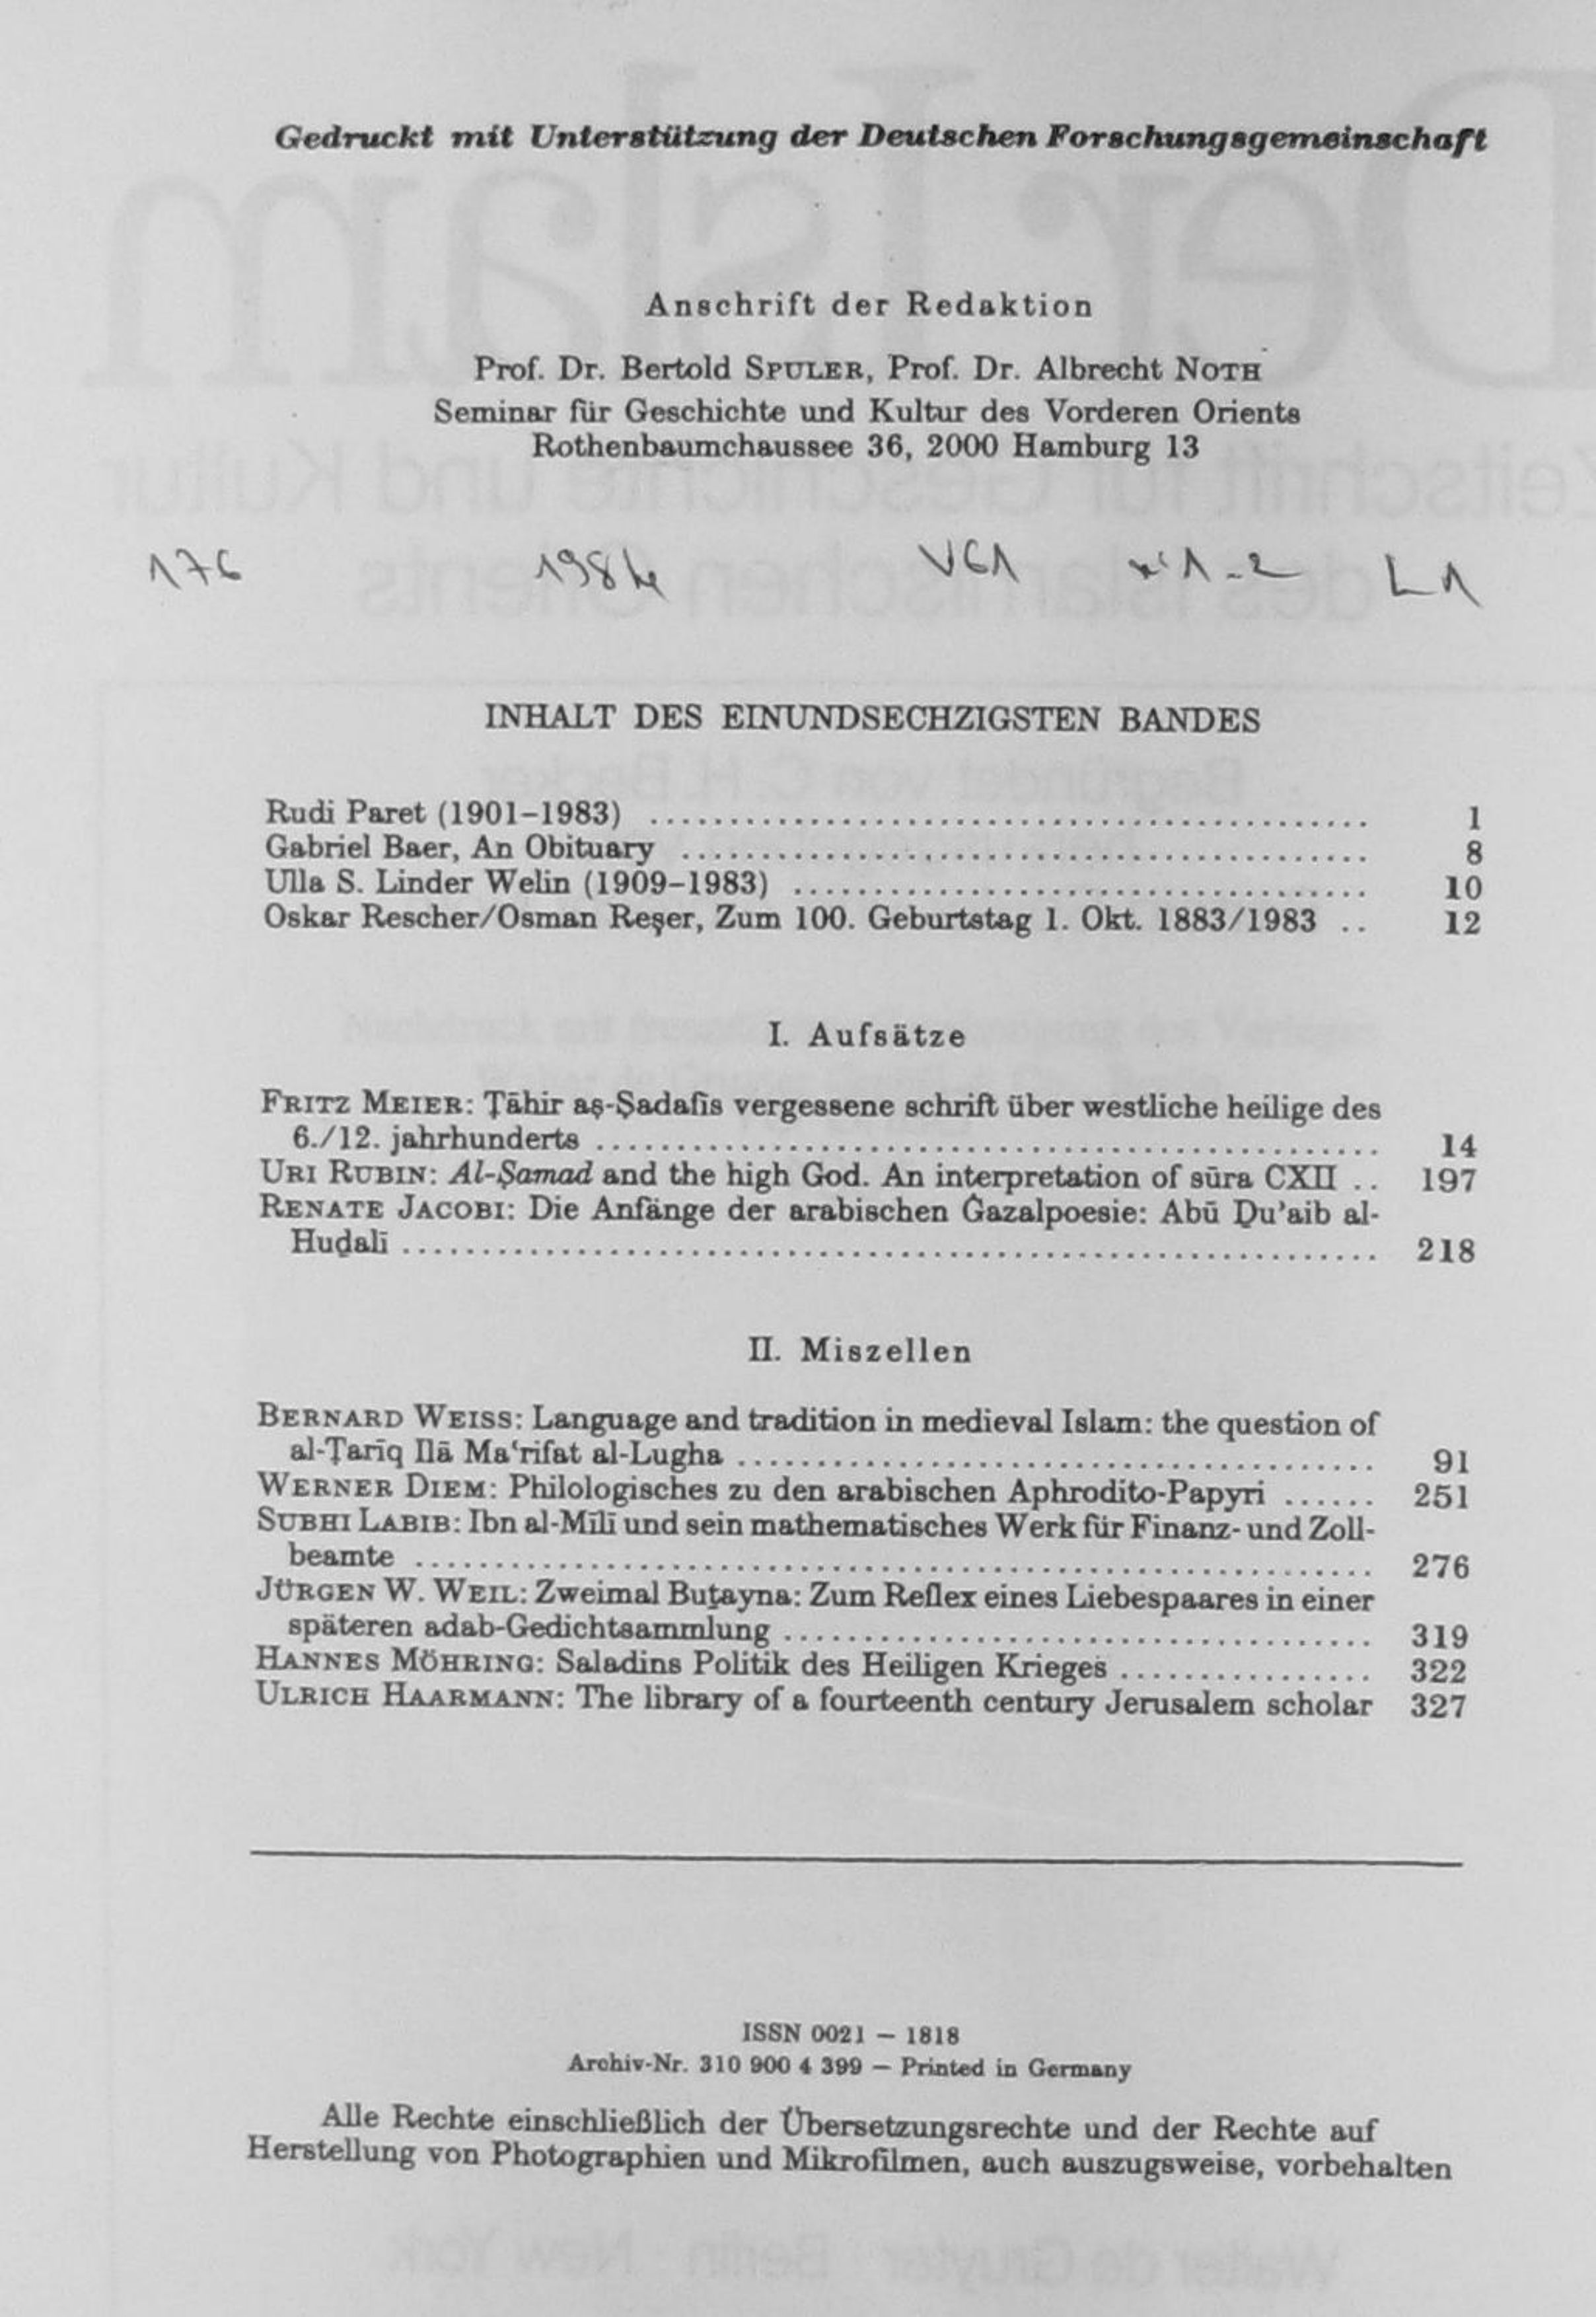 Gedruckt mit Unterstützung der Deutschen Forschungsgemeinschaft
Anschrift der Redaktion
Prof. Dr. Bertold SPULER, Prof. Dr. Albrecht NOTH
Seminar für Geschichte und Kultur des Vorderen Orients
Rothenbaumchaussee 36, 2000 Hamburg 13
176 1984 V61 n°1-2 L1
INHALT DES EINUNDSECHZIGSTEN BANDES
Rudi Paret (1901–1983) ........ 1
Gabriel Baer, An Obituary ........ 8
Ulla S. Linder Welin (1909–1983) ........ 10
Oskar Rescher/Osman Reşer, Zum 100. Geburtstag 1. Okt. 1883/1983 .. 12
I. Aufsätze
FRITZ MEIER: Ṭāhir aṣ-Ṣadafīs vergessene schrift über westliche heilige des
6./12. jahrhunderts ........ 14
URI RUBIN: Al-Ṣamad and the high God. An interpretation of sūra CXII .. 197
RENATE JACOBI: Die Anfänge der arabischen Ġazalpoesie: Abū Ḏu'aib al-
Huḏalī ........ 218
II. Miszellen
BERNARD WEISS: Language and tradition in medieval Islam: the question of
al-Ṭarīq Ilā Ma‘rifat al-Lugha ........ 91
WERNER DIEM: Philologisches zu den arabischen Aphrodito-Papyri ...... 251
SUBHI LABIB: Ibn al-Mīlī und sein mathematisches Werk für Finanz- und Zoll-
beamte ........ 276
JÜRGEN W. WEIL: Zweimal Buṯayna: Zum Reflex eines Liebespaares in einer
späteren adab-Gedichtsammlung ........ 319
HANNES MÖHRING: Saladins Politik des Heiligen Krieges ........ 322
ULRICH HAARMANN: The library of a fourteenth century Jerusalem scholar 327
ISSN 0021 – 1818
Archiv-Nr. 310 900 4 399 – Printed in Germany
Alle Rechte einschließlich der Übersetzungsrechte und der Rechte auf
Herstellung von Photographien und Mikrofilmen, auch auszugsweise, vorbehalten